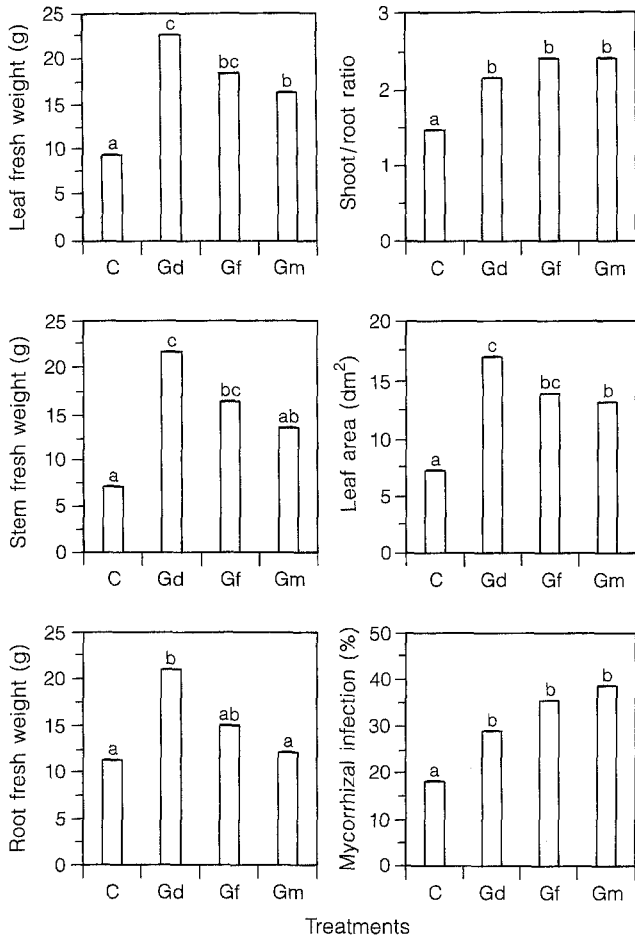 Leaf fresh weight (g)
25
20
15
10
5
0
a
c
bc
b
C Gd Gf Gm
Shoot/root ratio
3
2
1
0
a
b
b
b
C Gd Gf Gm
Stem fresh weight (g)
25
20
15
10
5
0
a
c
bc
ab
C Gd Gf Gm
Leaf area (dm²)
20
15
10
5
0
a
c
bc
b
C Gd Gf Gm
Root fresh weight (g)
25
20
15
10
5
0
a
b
ab
a
C Gd Gf Gm
Mycorrhizal infection (%)
50
40
30
20
10
0
a
b
b
b
C Gd Gf Gm
Treatments